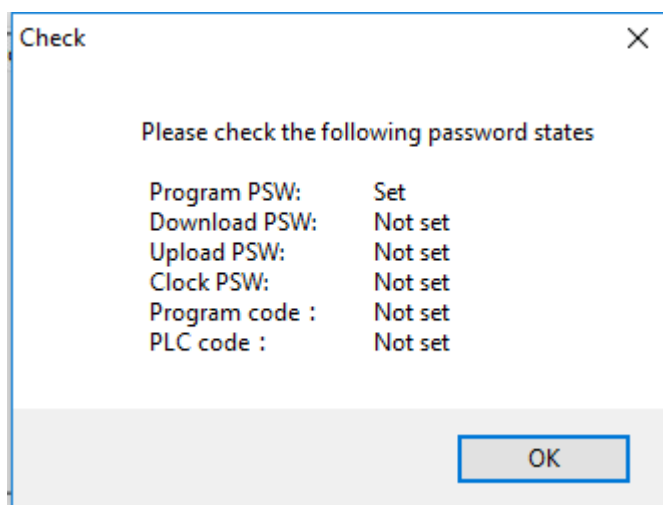 Check
Please check the following password states
Program PSW: Set
Download PSW: Not set
Upload PSW: Not set
Clock PSW: Not set
Program code： Not set
PLC code： Not set
OK